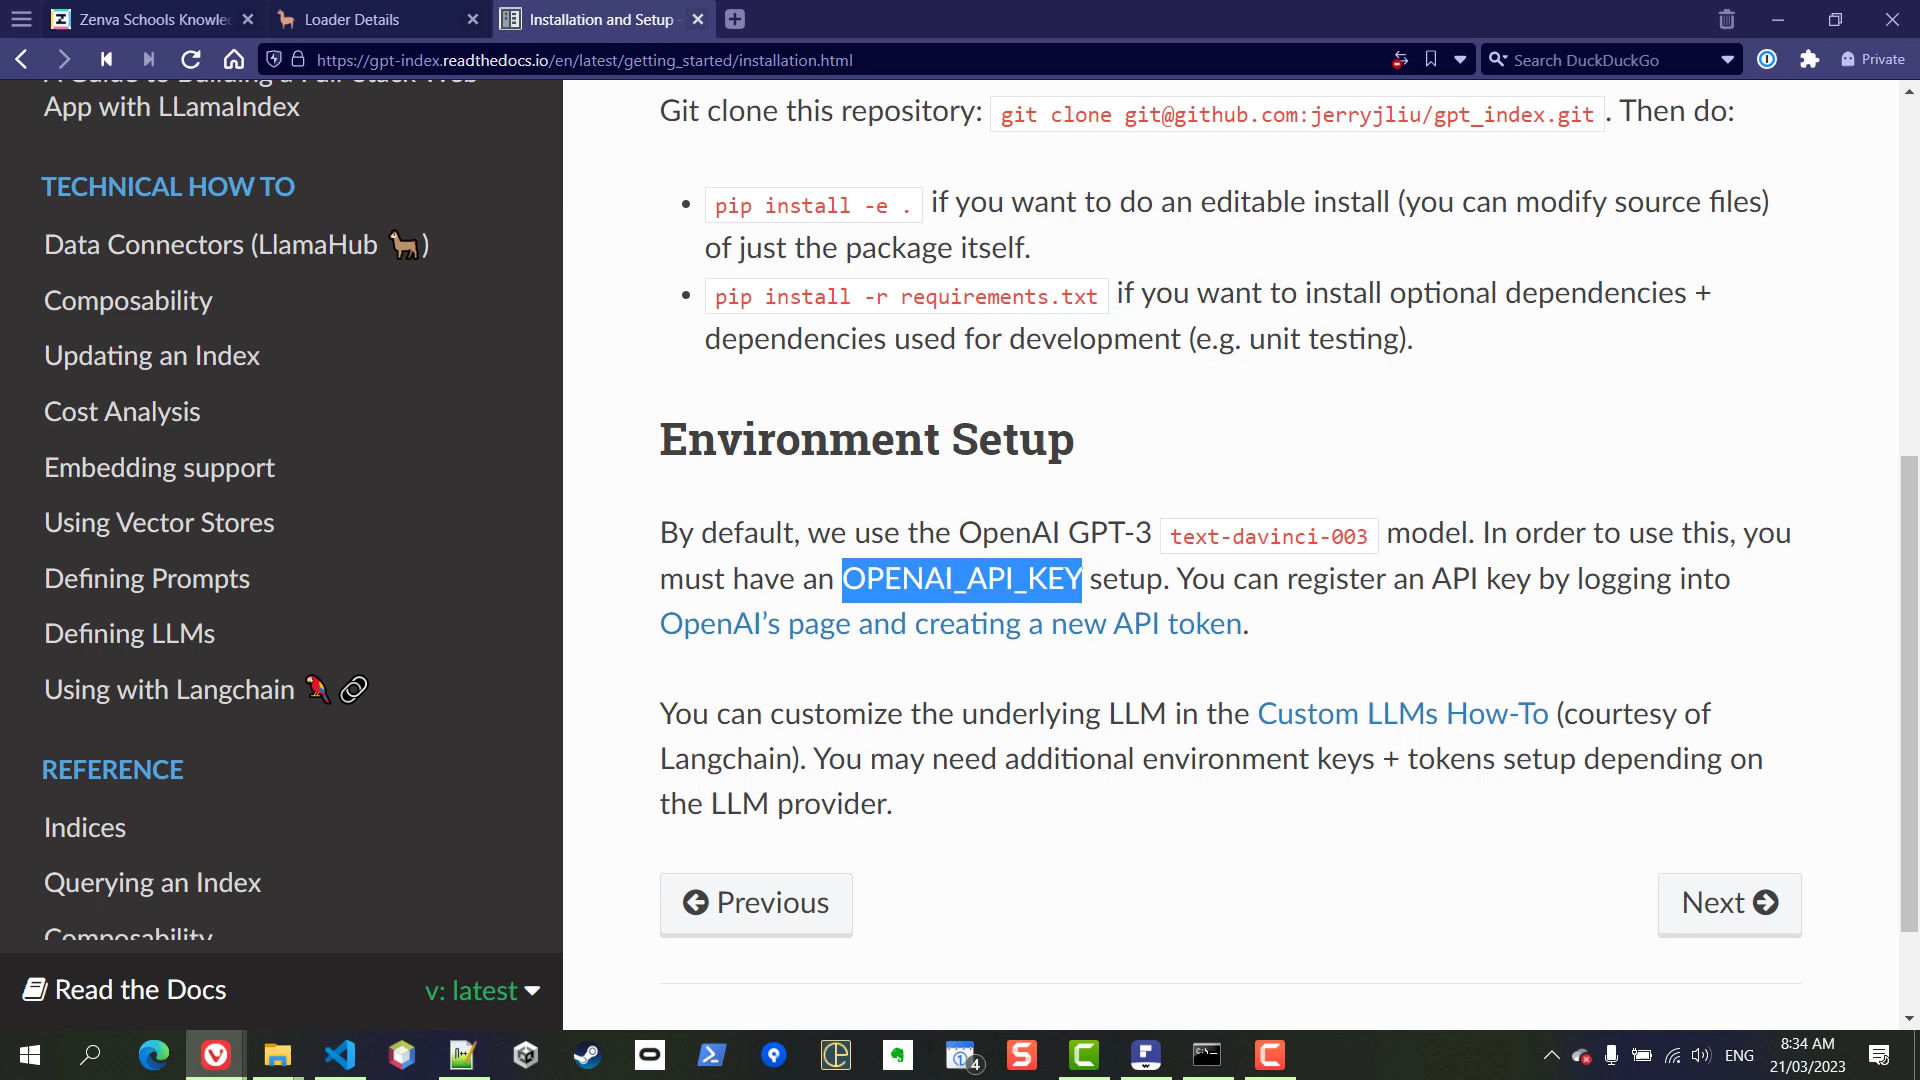 Zenva Schools Knowle
Loader Details
Installation and Setup
https://gpt-index.readthedocs.io/en/latest/getting_started/installation.html
Search DuckDuckGo
Private
A Guide to Building a Full-Stack Web
App with LLamaIndex
TECHNICAL HOW TO
Data Connectors (LlamaHub 🦙)
Composability
Updating an Index
Cost Analysis
Embedding support
Using Vector Stores
Defining Prompts
Defining LLMs
Using with Langchain 🦜🔗
REFERENCE
Indices
Querying an Index
Composability
Read the Docs
v: latest
Git clone this repository: git clone git@github.com:jerryjliu/gpt_index.git. Then do:
• pip install -e . if you want to do an editable install (you can modify source files)
of just the package itself.
• pip install -r requirements.txt if you want to install optional dependencies +
dependencies used for development (e.g. unit testing).
Environment Setup
By default, we use the OpenAI GPT-3 text-davinci-003 model. In order to use this, you
must have an OPENAI_API_KEY setup. You can register an API key by logging into
OpenAI’s page and creating a new API token.
You can customize the underlying LLM in the Custom LLMs How-To (courtesy of
Langchain). You may need additional environment keys + tokens setup depending on
the LLM provider.
Previous
Next
4
ENG
8:34 AM
21/03/2023